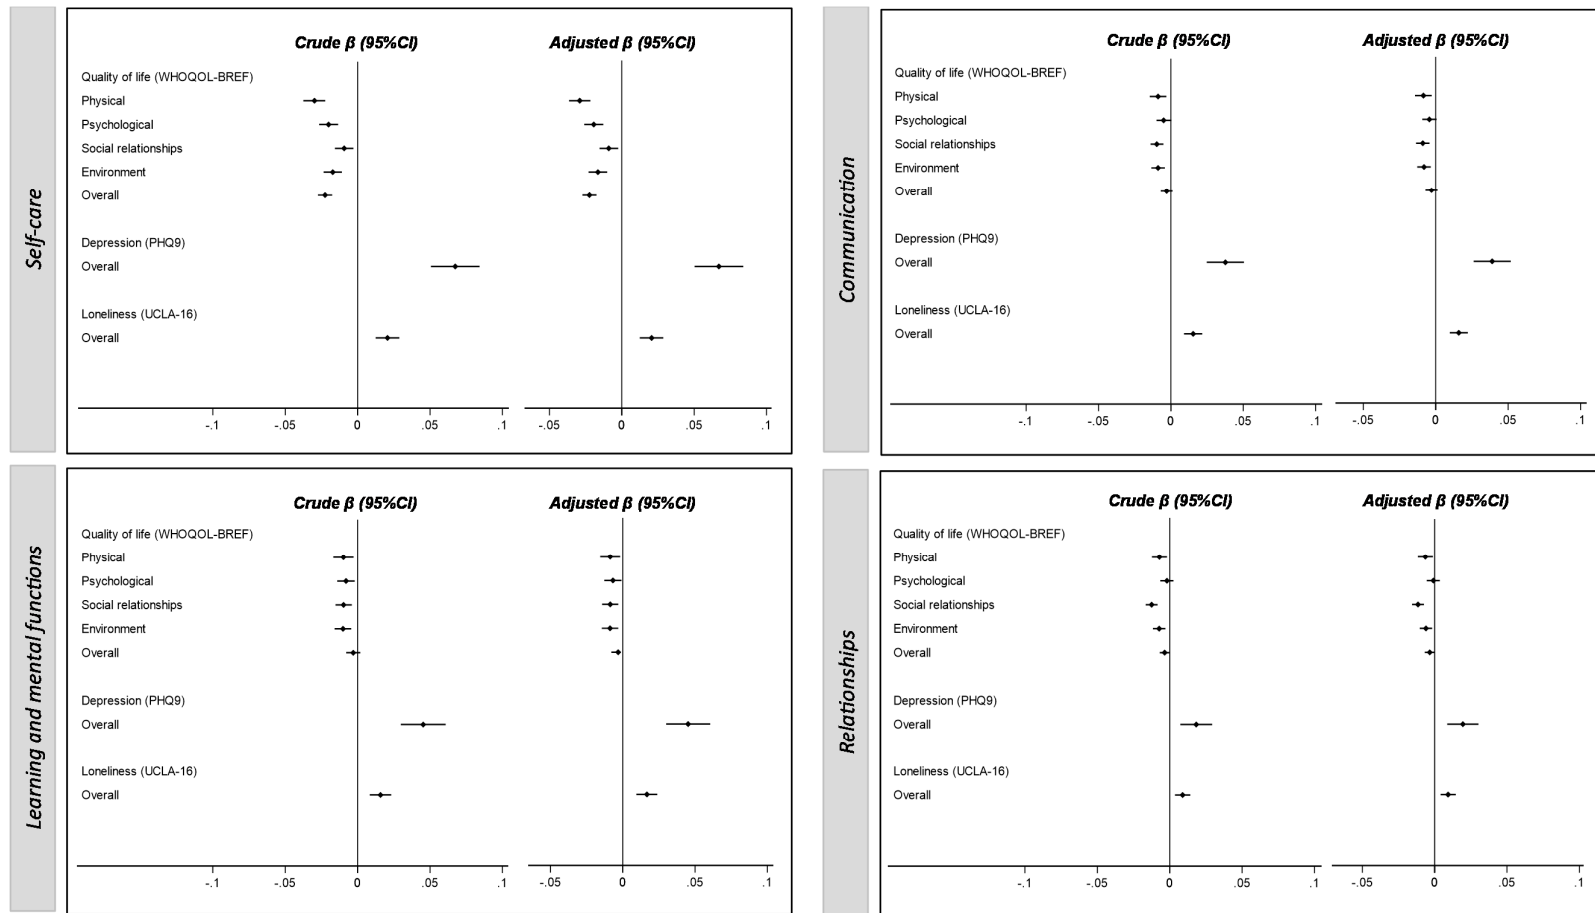 Self-care
Crude β (95%CI)
Adjusted β (95%CI)
Quality of life (WHOQOL-BREF)
Physical
Psychological
Social relationships
Environment
Overall
Depression (PHQ9)
Overall
Loneliness (UCLA-16)
Overall
-.1 -.05 0 .05 .1
-.05 0 .05 .1
Communication
Crude β (95%CI)
Adjusted β (95%CI)
Quality of life (WHOQOL-BREF)
Physical
Psychological
Social relationships
Environment
Overall
Depression (PHQ9)
Overall
Loneliness (UCLA-16)
Overall
-.1 -.05 0 .05 .1
-.05 0 .05 .1
Learning and mental functions
Crude β (95%CI)
Adjusted β (95%CI)
Quality of life (WHOQOL-BREF)
Physical
Psychological
Social relationships
Environment
Overall
Depression (PHQ9)
Overall
Loneliness (UCLA-16)
Overall
-.1 -.05 0 .05 .1
-.05 0 .05 .1
Relationships
Crude β (95%CI)
Adjusted β (95%CI)
Quality of life (WHOQOL-BREF)
Physical
Psychological
Social relationships
Environment
Overall
Depression (PHQ9)
Overall
Loneliness (UCLA-16)
Overall
-.1 -.05 0 .05 .1
-.05 0 .05 .1